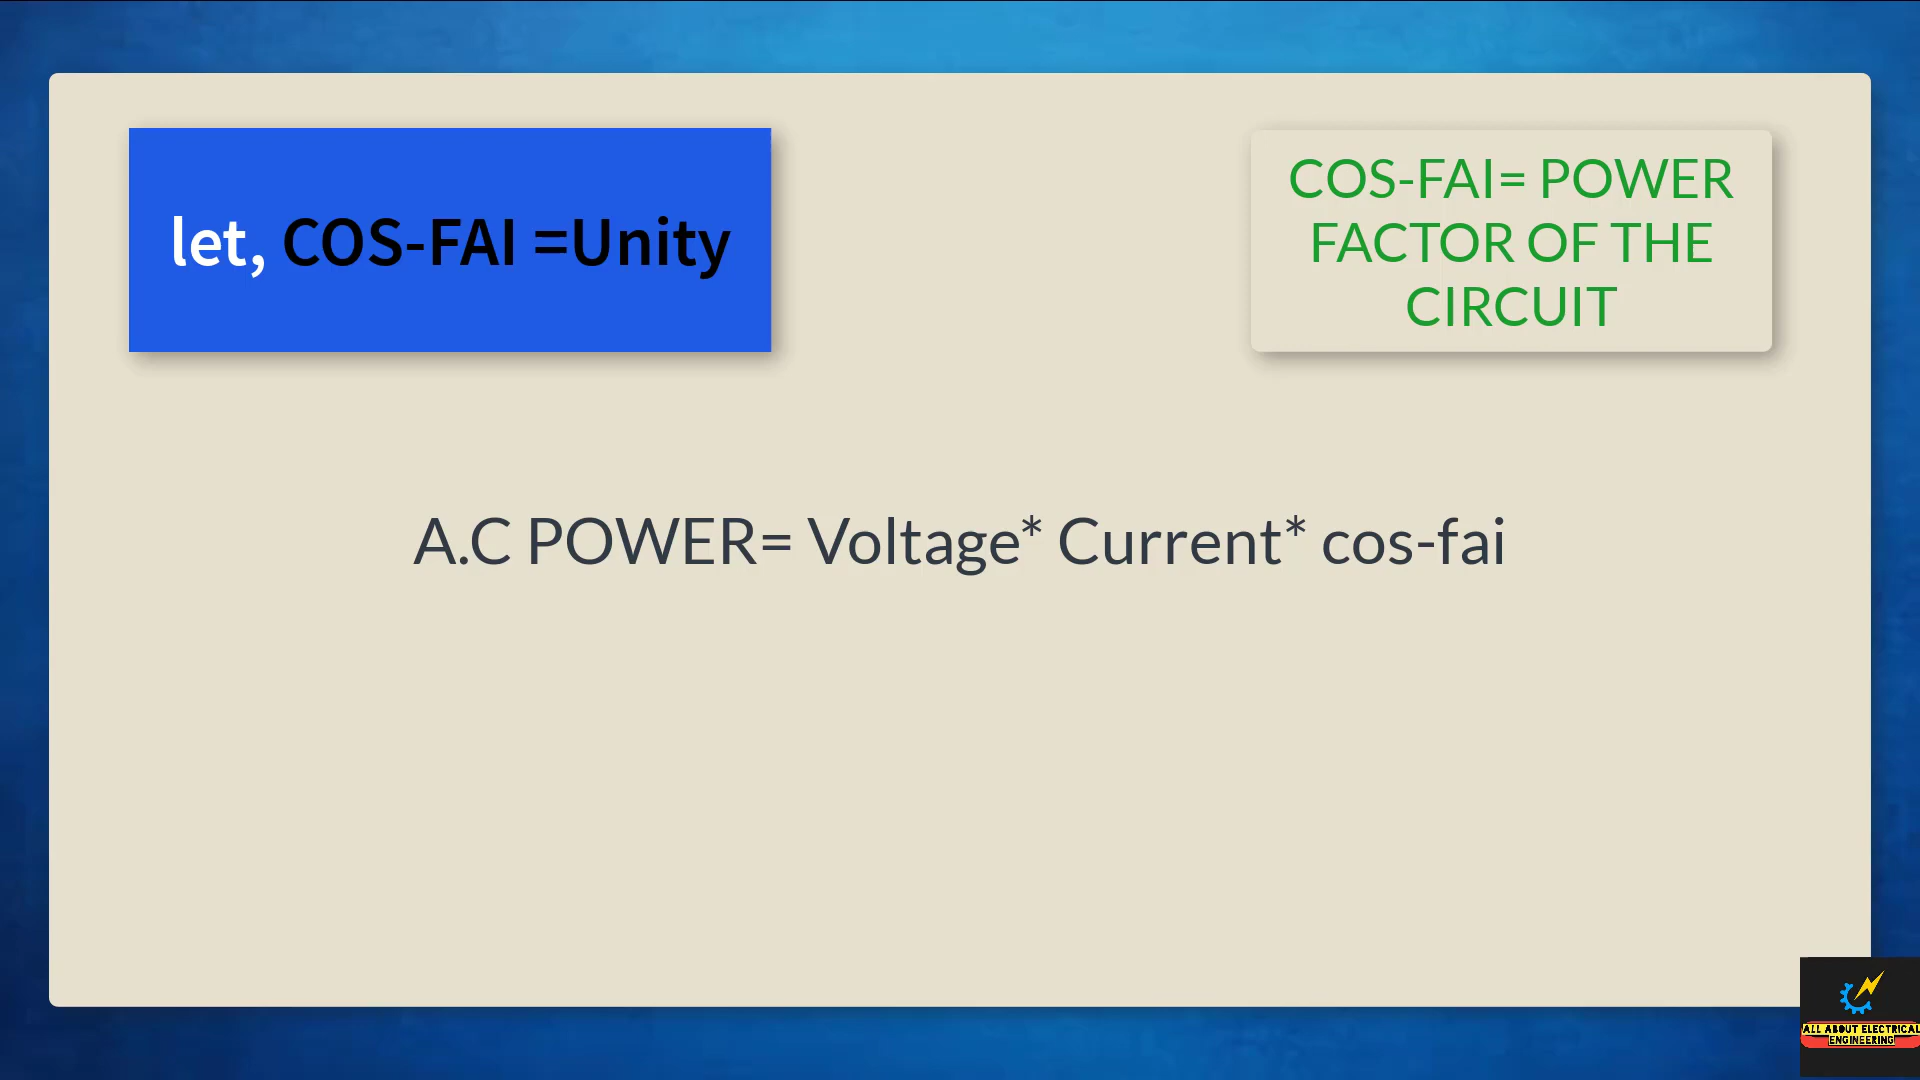 let, COS-FAI =Unity
COS-FAI= POWER
FACTOR OF THE
CIRCUIT
A.C POWER= Voltage* Current* cos-fai
ALL ABOUT ELECTRICAL
ENGINEERING